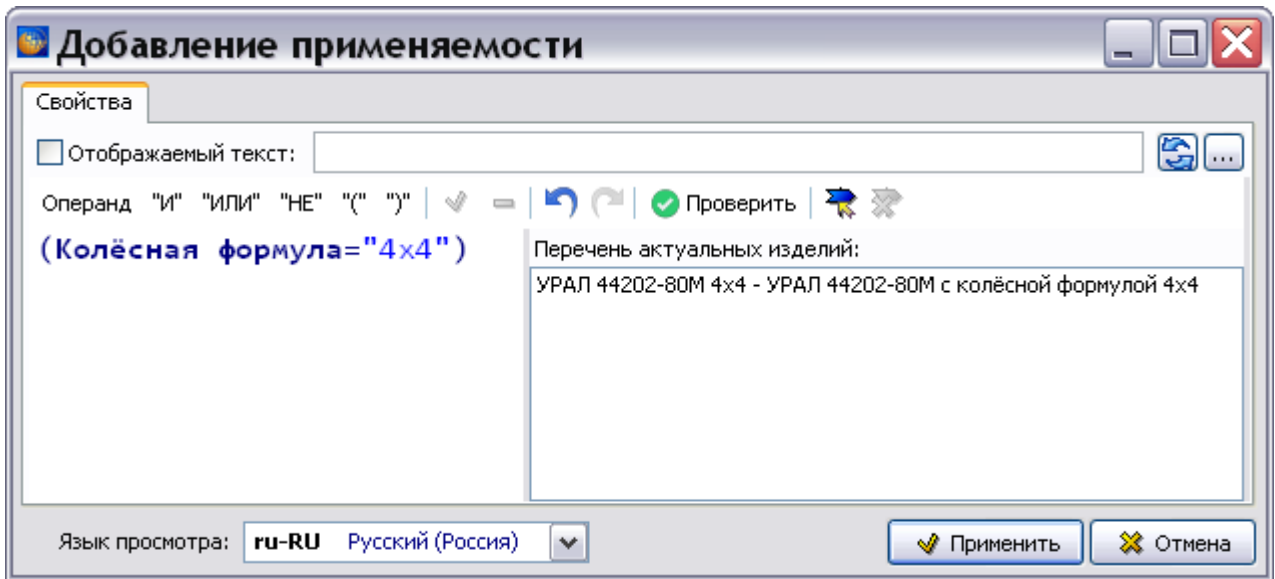 Добавление применяемости
Свойства
Отображаемый текст:
...
Операнд "И" "ИЛИ" "НЕ" "(" ")" Проверить
(Колёсная формула="4x4")
Перечень актуальных изделий:
УРАЛ 44202-80М 4x4 - УРАЛ 44202-80М с колёсной формулой 4x4
Язык просмотра: ru-RU Русский (Россия) Применить Отмена